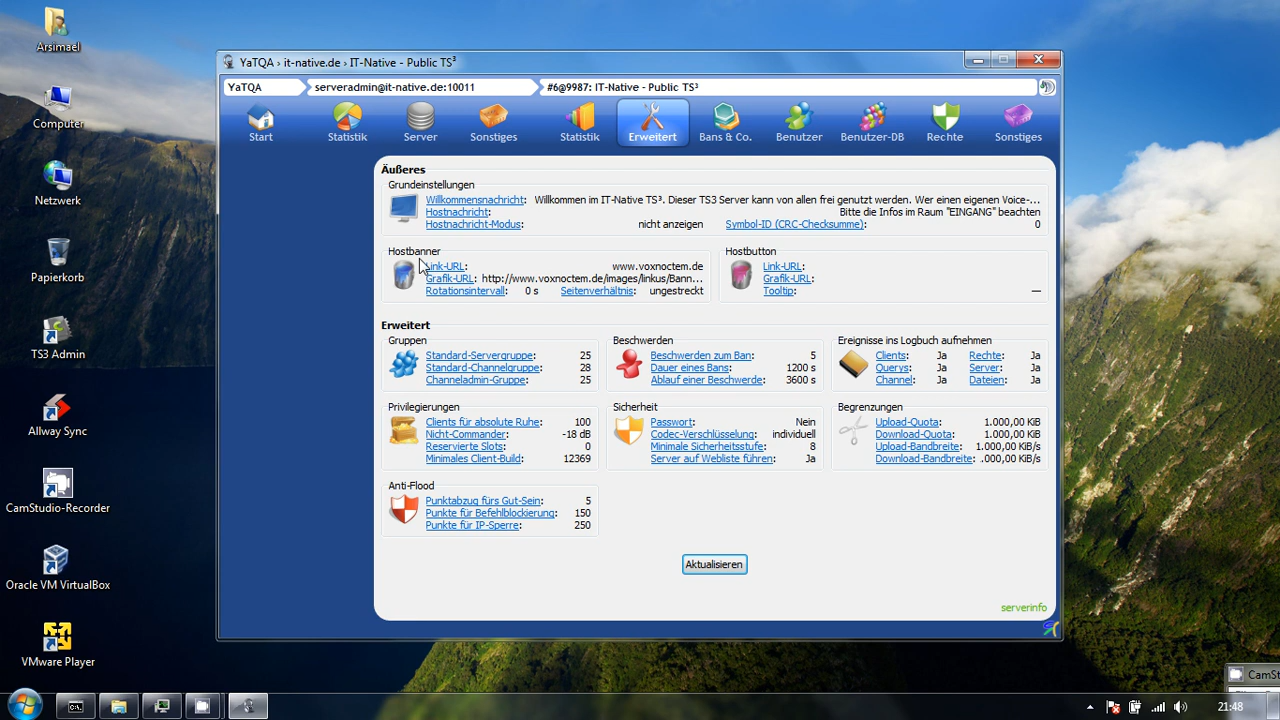 Arsimael
Computer
Netzwerk
Papierkorb
TS3 Admin
Allway Sync
CamStudio-Recorder
Oracle VM VirtualBox
VMware Player
YaTQA › it-native.de › IT-Native - Public TS³
YaTQA
serveradmin@it-native.de:10011
#6@9987: IT-Native - Public TS³
Start
Statistik
Server
Sonstiges
Statistik
Erweitert
Bans & Co.
Benutzer
Benutzer-DB
Rechte
Sonstiges
Äußeres
Grundeinstellungen
Willkommensnachricht: Willkommen im IT-Native TS³. Dieser TS3 Server kann von allen frei genutzt werden. Wer einen eigenen Voice-...
Hostnachricht: Bitte die Infos im Raum "EINGANG" beachten
Hostnachricht-Modus: nicht anzeigen
Symbol-ID (CRC-Checksumme): 0
Hostbanner
Link-URL: www.voxnoctem.de
Grafik-URL: http://www.voxnoctem.de/images/linkus/Bann...
Rotationsintervall: 0 s Seitenverhältnis: ungestreckt
Hostbutton
Link-URL:
Grafik-URL:
Tooltip: —
Erweitert
Gruppen
Standard-Servergruppe: 25
Standard-Channelgruppe: 28
Channeladmin-Gruppe: 25
Beschwerden
Beschwerden zum Ban: 5
Dauer eines Bans: 1200 s
Ablauf einer Beschwerde: 3600 s
Ereignisse ins Logbuch aufnehmen
Clients: Ja Rechte: Ja
Querys: Ja Server: Ja
Channel: Ja Dateien: Ja
Privilegierungen
Clients für absolute Ruhe: 100
Nicht-Commander: -18 dB
Reservierte Slots: 0
Minimales Client-Build: 12369
Sicherheit
Passwort: Nein
Codec-Verschlüsselung: individuell
Minimale Sicherheitsstufe: 8
Server auf Webliste führen: Ja
Begrenzungen
Upload-Quota: 1.000,00 KiB
Download-Quota: 1.000,00 KiB
Upload-Bandbreite: 1.000,00 KiB/s
Download-Bandbreite: .000,00 KiB/s
Anti-Flood
Punktabzug fürs Gut-Sein: 5
Punkte für Befehlblockierung: 150
Punkte für IP-Sperre: 250
Aktualisieren
serverinfo
CamSt
C:\
21:48